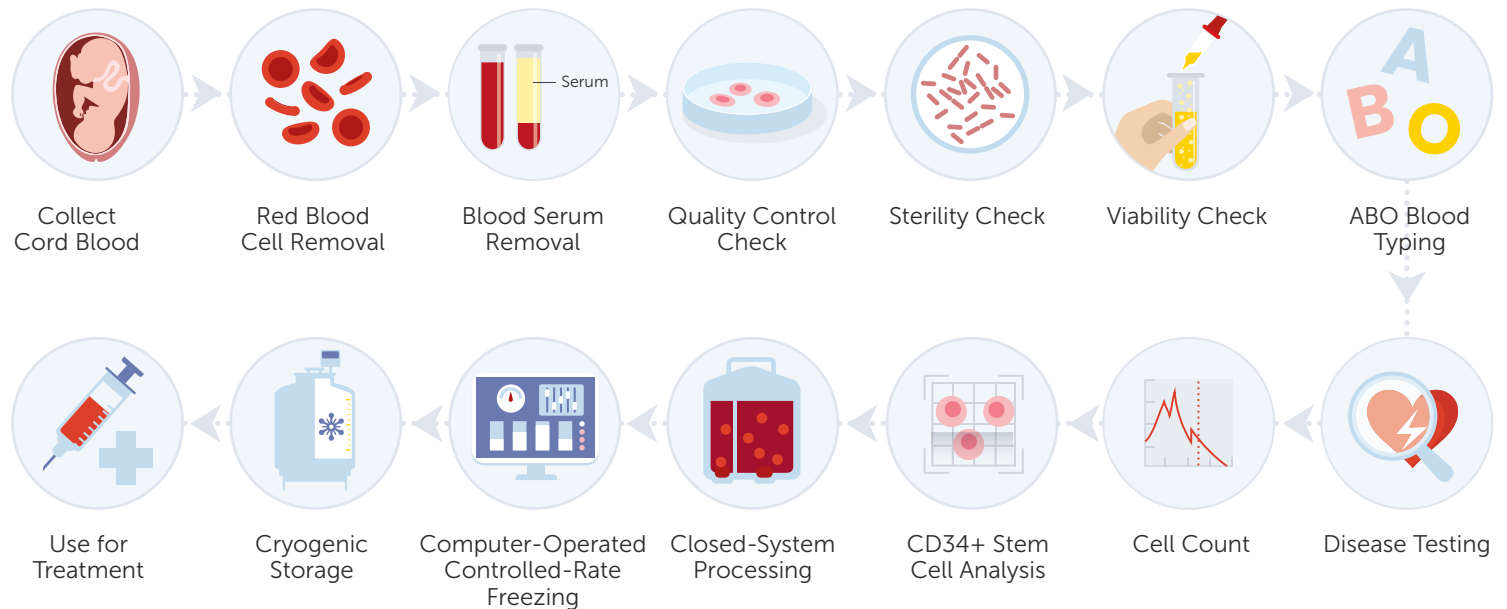 Serum
A
B
O
Collect
Cord Blood
Red Blood
Cell Removal
Blood Serum
Removal
Quality Control
Check
Sterility Check
Viability Check
ABO Blood
Typing
Use for
Treatment
Cryogenic
Storage
Computer-Operated
Controlled-Rate
Freezing
Closed-System
Processing
CD34+ Stem
Cell Analysis
Cell Count
Disease Testing